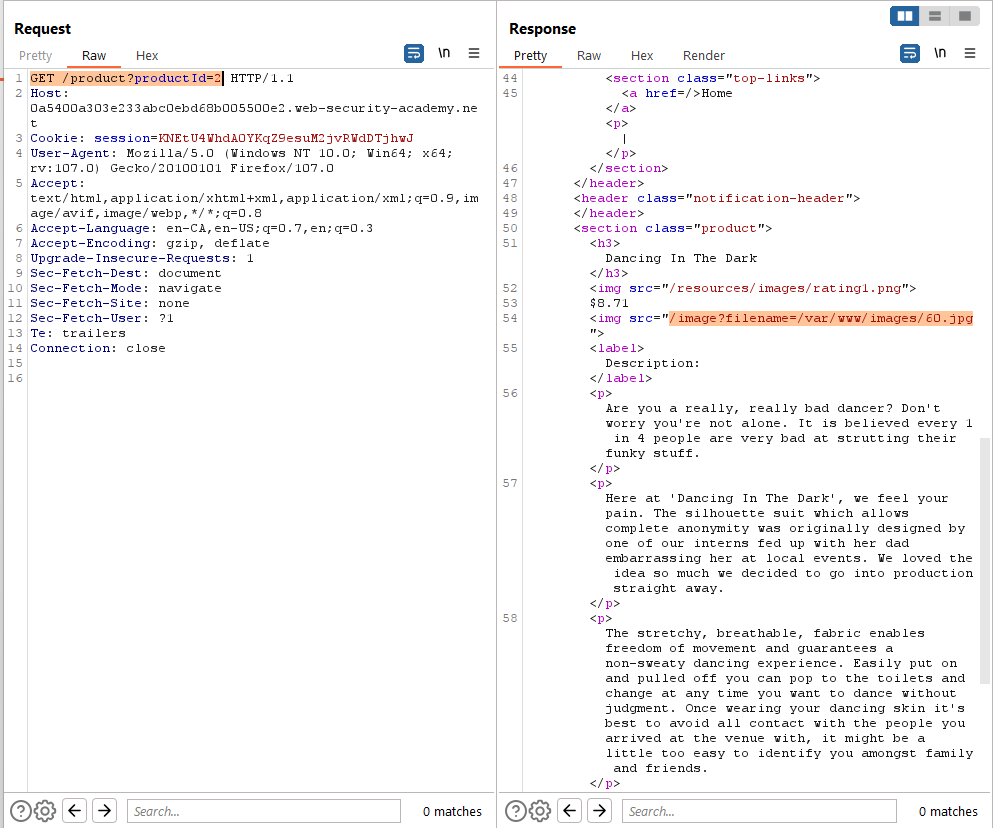 Request
Pretty Raw Hex \n
1 GET /product?productId=2 HTTP/1.1
2 Host:
0a5400a303e233abc0ebd68b005500e2.web-security-academy.ne
t
3 Cookie: session=KNEtU4WhdAOYKqZ9esuM2jvRWdDTjhwJ
4 User-Agent: Mozilla/5.0 (Windows NT 10.0; Win64; x64;
rv:107.0) Gecko/20100101 Firefox/107.0
5 Accept:
text/html,application/xhtml+xml,application/xml;q=0.9,im
age/avif,image/webp,*/*;q=0.8
6 Accept-Language: en-CA,en-US;q=0.7,en;q=0.3
7 Accept-Encoding: gzip, deflate
8 Upgrade-Insecure-Requests: 1
9 Sec-Fetch-Dest: document
10 Sec-Fetch-Mode: navigate
11 Sec-Fetch-Site: none
12 Sec-Fetch-User: ?1
13 Te: trailers
14 Connection: close
15
16
Search...
0 matches
Response
Pretty Raw Hex Render \n
44 <section class="top-links">
45 <a href=/>Home
</a>
<p>
|
</p>
46 </section>
47 </header>
48 <header class="notification-header">
49 </header>
50 <section class="product">
51 <h3>
Dancing In The Dark
</h3>
52 <img src="/resources/images/rating1.png">
53 $8.71
54 <img src="/image?filename=/var/www/images/60.jpg
">
55 <label>
Description:
</label>
56 <p>
Are you a really, really bad dancer? Don't
worry you're not alone. It is believed every 1
in 4 people are very bad at strutting their
funky stuff.
</p>
57 <p>
Here at 'Dancing In The Dark', we feel your
pain. The silhouette suit which allows
complete anonymity was originally designed by
one of our interns fed up with her dad
embarrassing her at local events. We loved the
idea so much we decided to go into production
straight away.
</p>
58 <p>
The stretchy, breathable, fabric enables
freedom of movement and guarantees a
non-sweaty dancing experience. Easily put on
and pulled off you can pop to the toilets and
change at any time you want to dance without
judgment. Once wearing your dancing skin it's
best to avoid all contact with the people you
arrived at the venue with, it might be a
little too easy to identify you amongst family
and friends.
</p>
Search...
0 matches